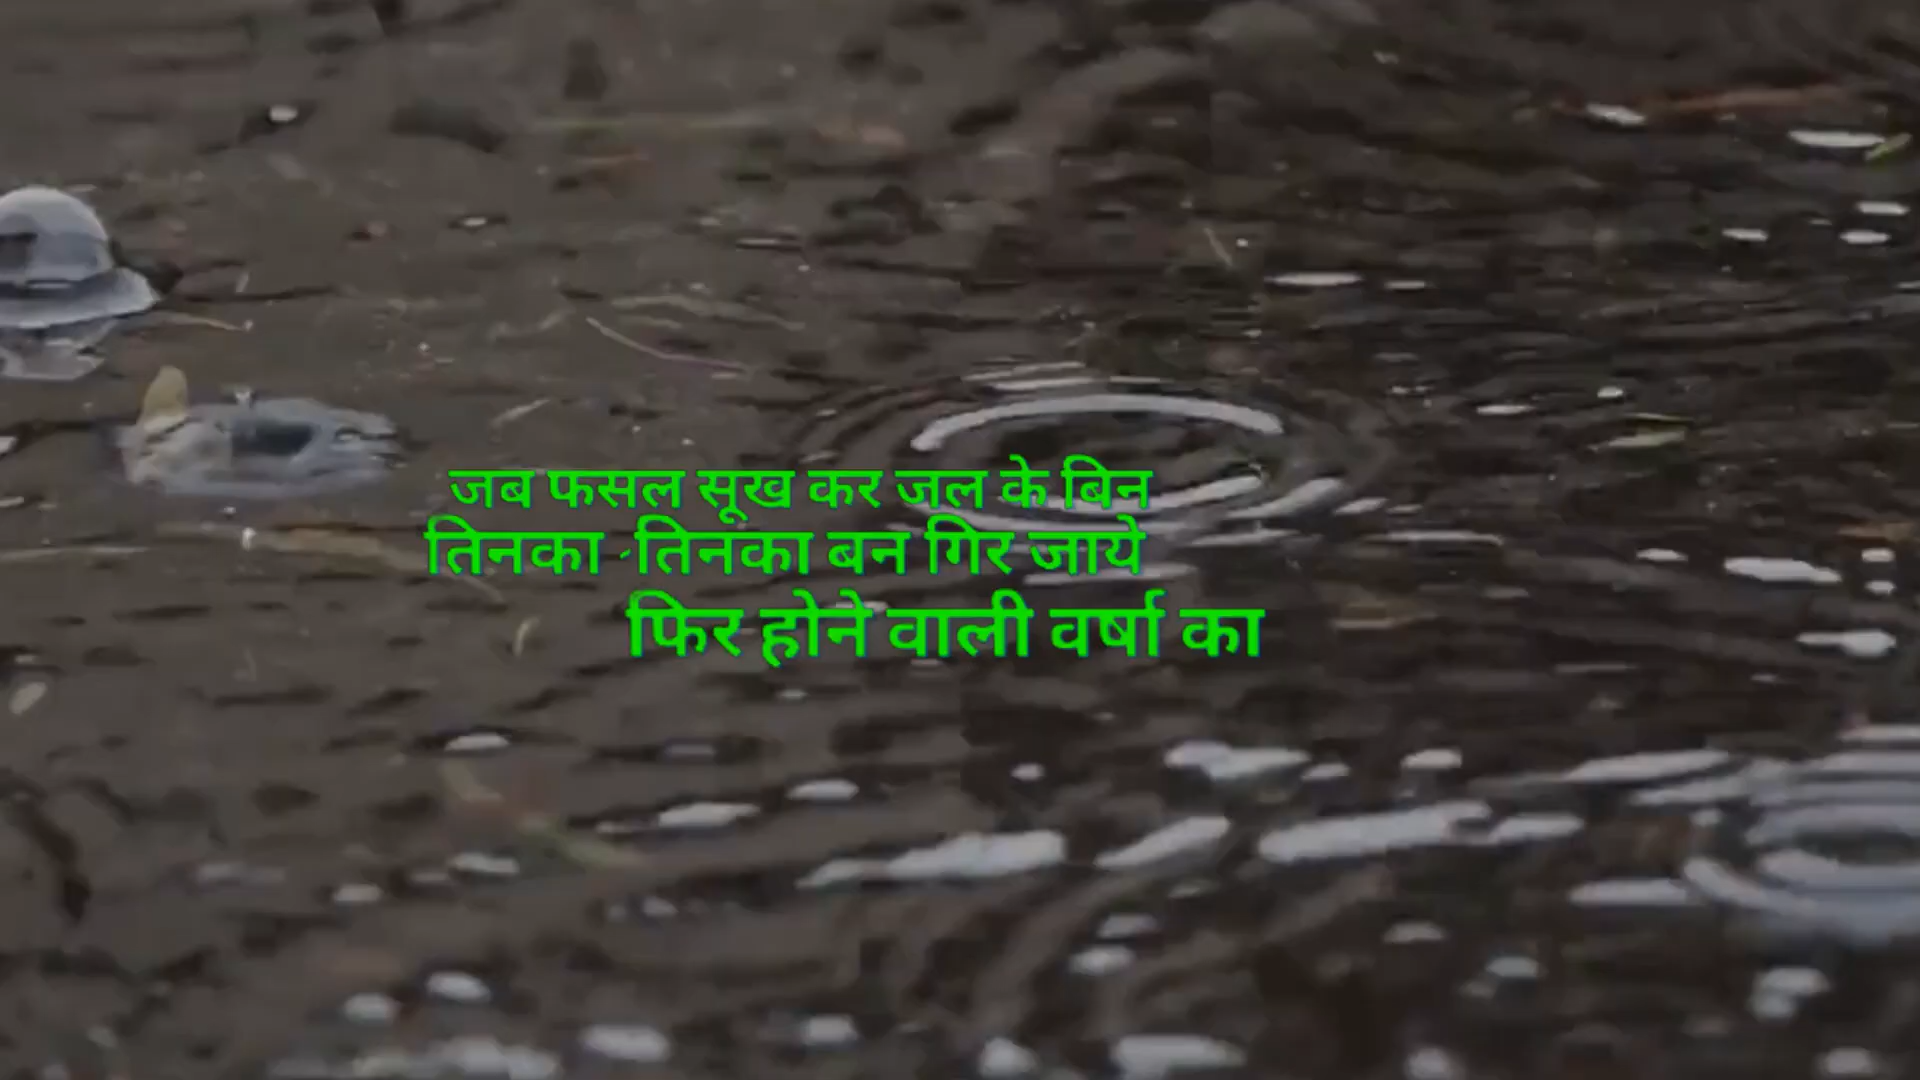 जब फसल सूख कर जल के बिन
तिनका -तिनका बन गिर जाये
फिर होने वाली वर्षा का